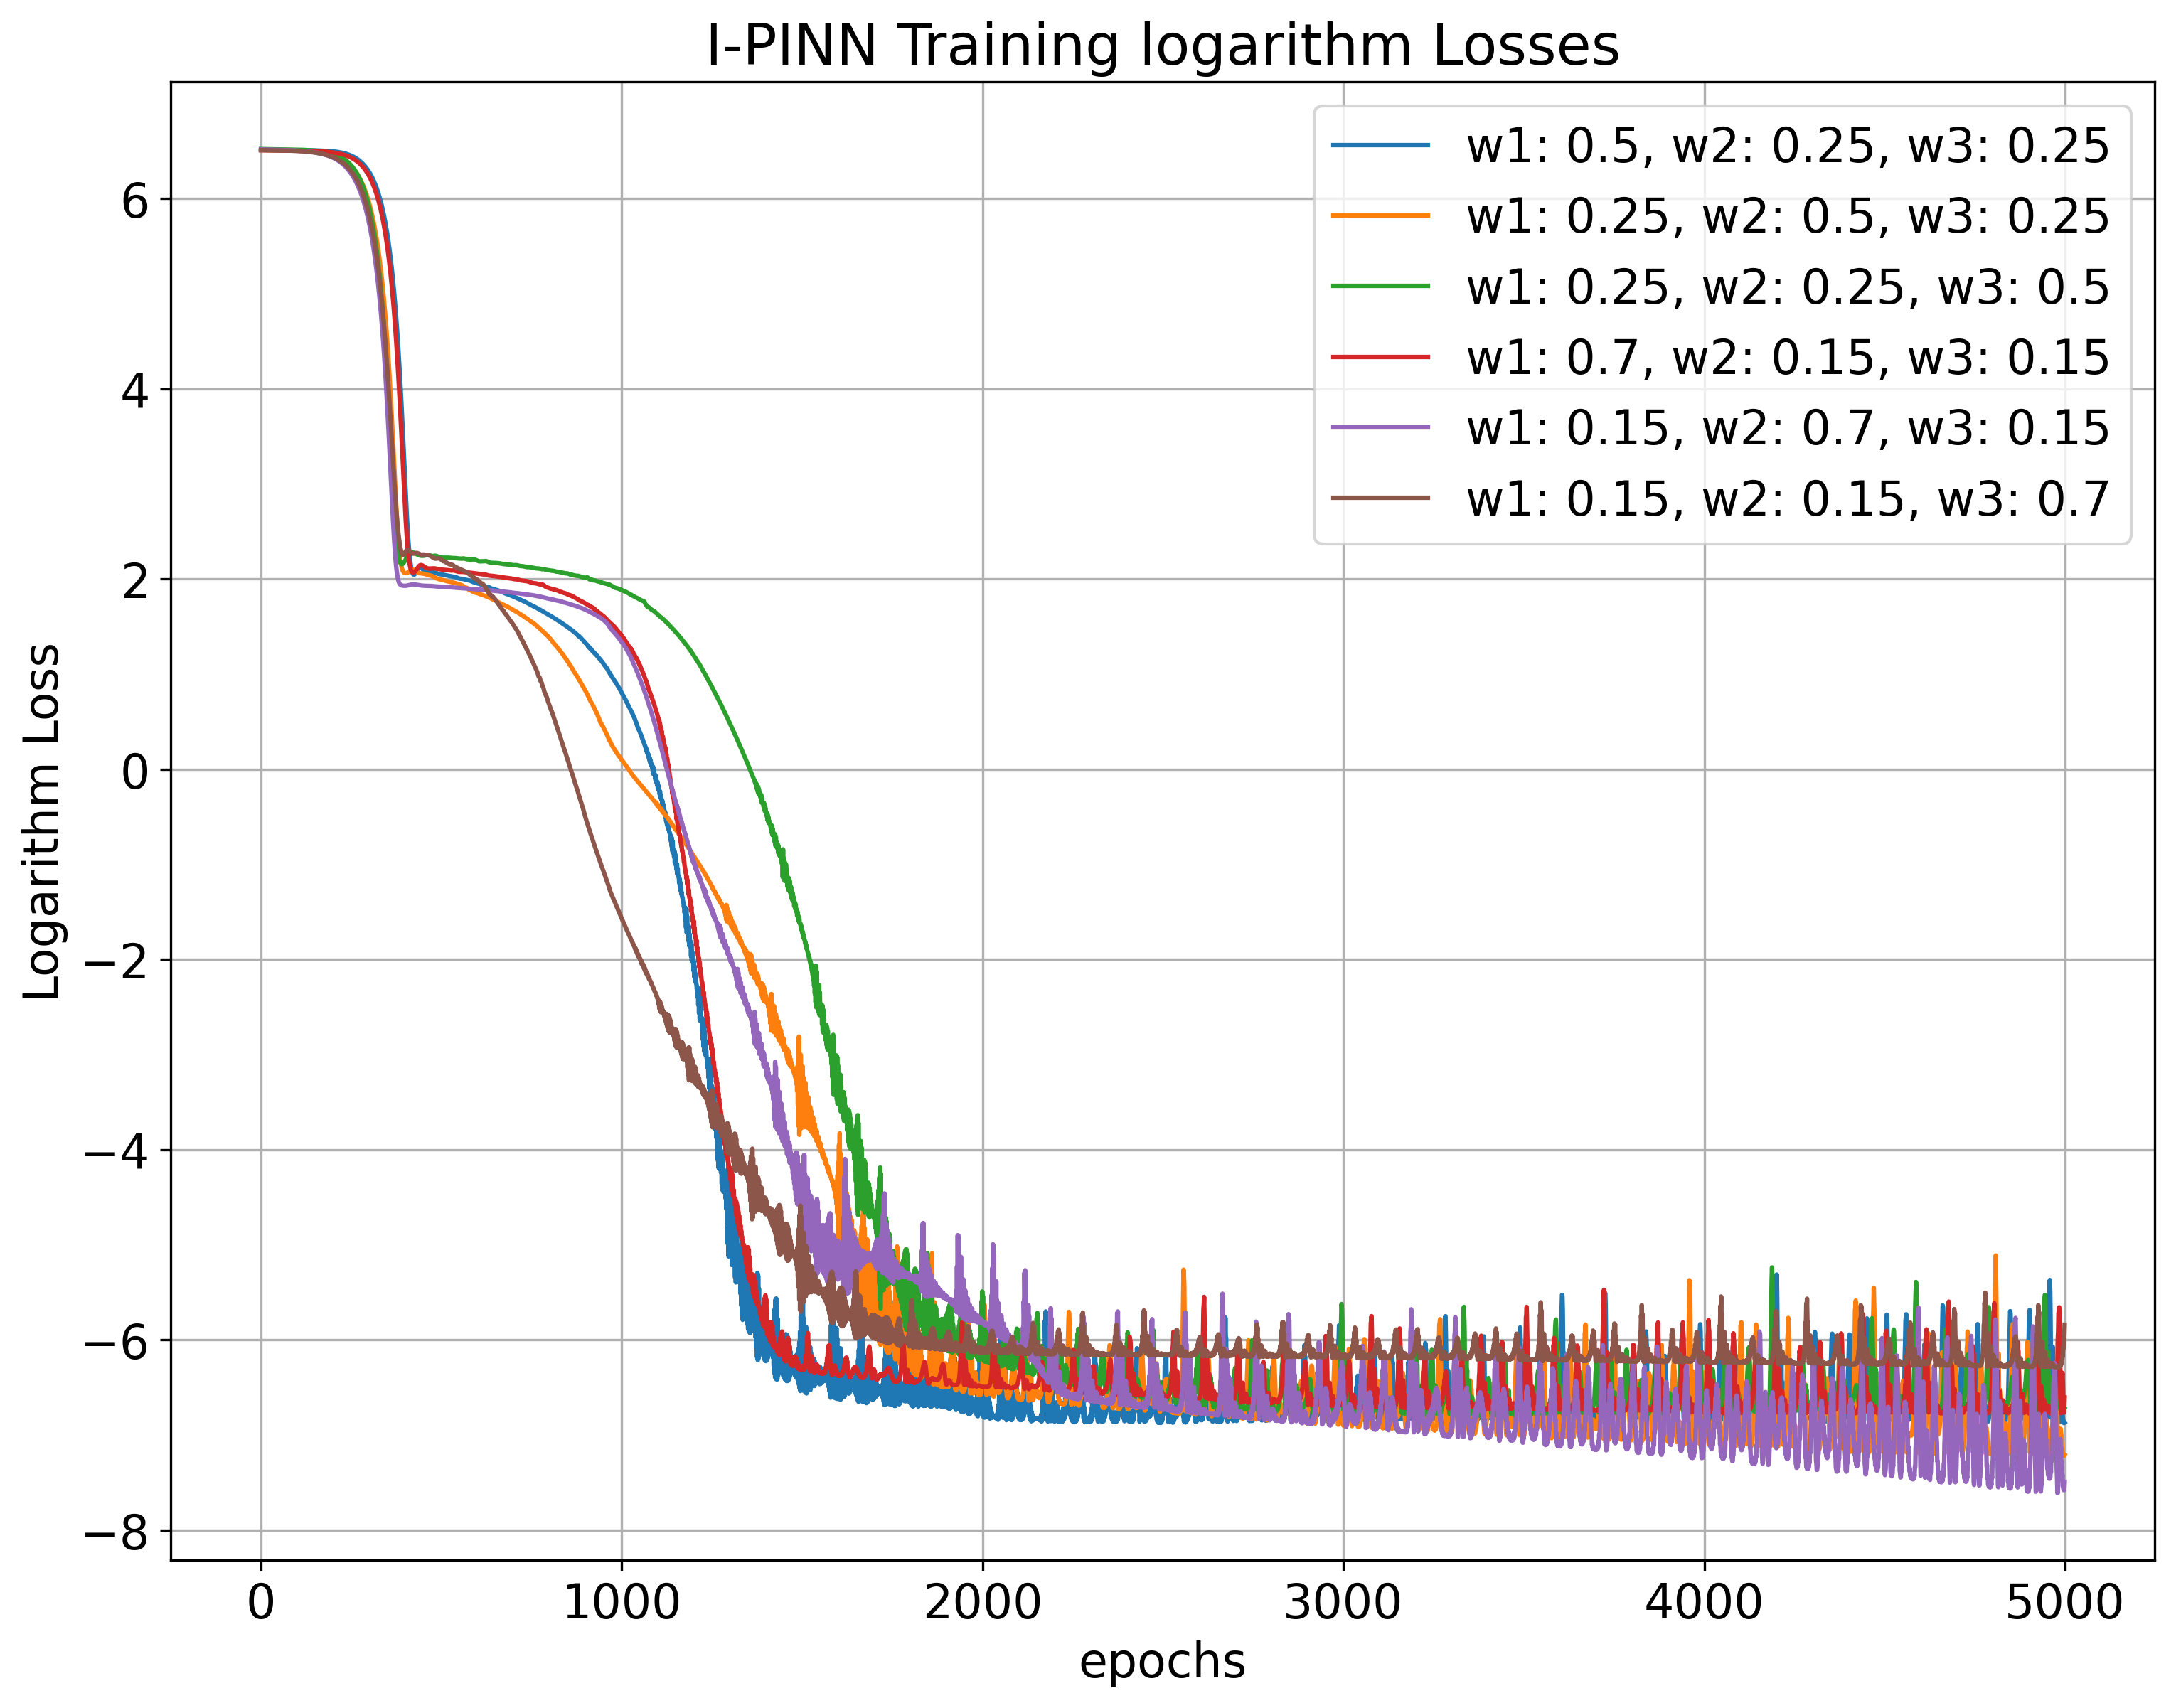 I-PINN Training logarithm Losses
w1: 0.5, w2: 0.25, w3: 0.25
w1: 0.25, w2: 0.5, w3: 0.25
w1: 0.25, w2: 0.25, w3: 0.5
w1: 0.7, w2: 0.15, w3: 0.15
w1: 0.15, w2: 0.7, w3: 0.15
w1: 0.15, w2: 0.15, w3: 0.7
Logarithm Loss
6
4
2
0
−2
−4
−6
−8
0 1000 2000 3000 4000 5000
epochs